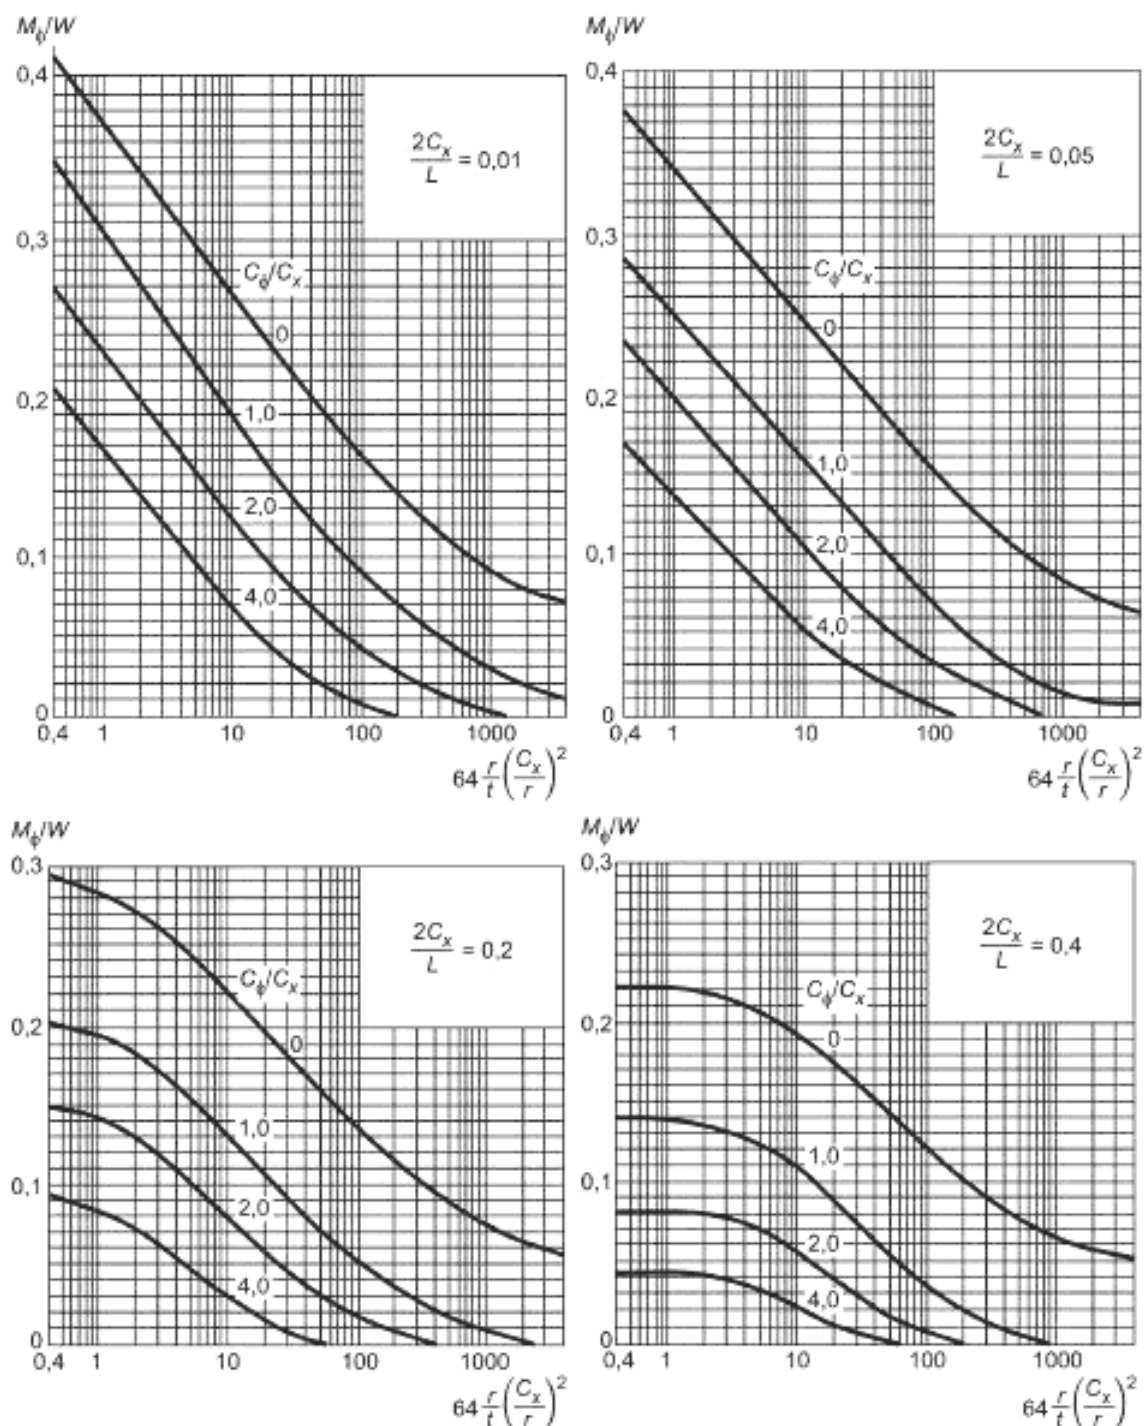 M_ϕ/W
0,4
0,3
0,2
0,1
0
2C_x/L = 0,01
C_ϕ/C_x
0
1,0
2,0
4,0
0,4 1 10 100 1000
64 r/t (C_x/r)²
M_ϕ/W
0,4
0,3
0,2
0,1
0
2C_x/L = 0,05
C_ϕ/C_x
0
1,0
2,0
4,0
0,4 1 10 100 1000
64 r/t (C_x/r)²
M_ϕ/W
0,3
0,2
0,1
0
2C_x/L = 0,2
C_ϕ/C_x
0
1,0
2,0
4,0
0,4 1 10 100 1000
64 r/t (C_x/r)²
M_ϕ/W
0,3
0,2
0,1
0
2C_x/L = 0,4
C_ϕ/C_x
0
1,0
2,0
4,0
0,4 1 10 100 1000
64 r/t (C_x/r)²